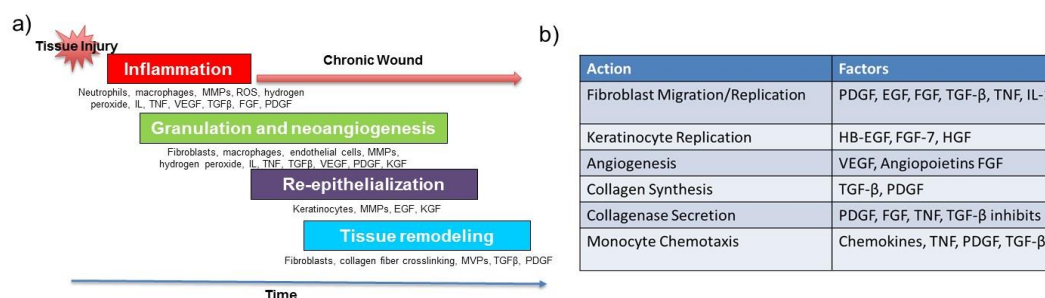 a)
Tissue Injury
Inflammation
Chronic Wound
Neutrophils, macrophages, MMPs, ROS, hydrogen
peroxide, IL, TNF, VEGF, TGFβ, FGF, PDGF
Granulation and neoangiogenesis
Fibroblasts, macrophages, endothelial cells, MMPs,
hydrogen peroxide, IL, TNF, TGFβ, VEGF, PDGF, KGF
Re-epithelialization
Keratinocytes, MMPs, EGF, KGF
Tissue remodeling
Fibroblasts, collagen fiber crosslinking, MVPs, TGFβ, PDGF
Time
b)
Action Factors
Fibroblast Migration/Replication PDGF, EGF, FGF, TGF-β, TNF, IL-
Keratinocyte Replication HB-EGF, FGF-7, HGF
Angiogenesis VEGF, Angiopoietins FGF
Collagen Synthesis TGF-β, PDGF
Collagenase Secretion PDGF, FGF, TNF, TGF-β inhibits
Monocyte Chemotaxis Chemokines, TNF, PDGF, TGF-β